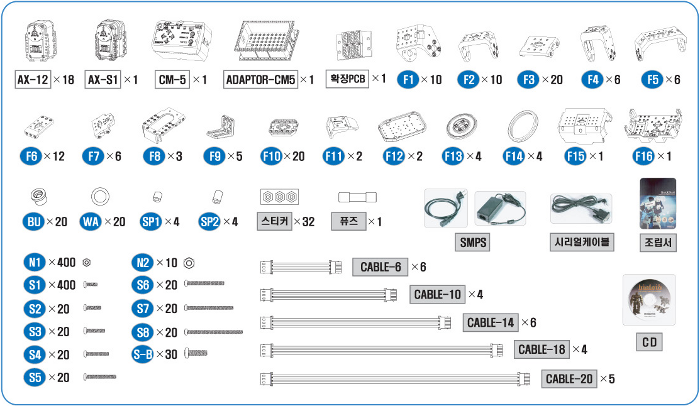 AX-12 ×18 AX-S1 ×1 CM-5 ×1 ADAPTOR-CM5 ×1 확장PCB ×1 F1 ×10 F2 ×10 F3 ×20 F4 ×6 F5 ×6
F6 ×12 F7 ×6 F8 ×3 F9 ×5 F10 ×20 F11 ×2 F12 ×2 F13 ×4 F14 ×4 F15 ×1 F16 ×1
BU ×20 WA ×20 SP1 ×4 SP2 ×4 스티커 ×32 퓨즈 ×1
SMPS 시리얼케이블 조립서
N1 ×400 N2 ×10
S1 ×400 S6 ×20
S2 ×20 S7 ×20
S3 ×20 S8 ×20
S4 ×20 S-B ×30
S5 ×20
CABLE-6 ×6
CABLE-10 ×4
CABLE-14 ×6
CABLE-18 ×4
CABLE-20 ×5
CD